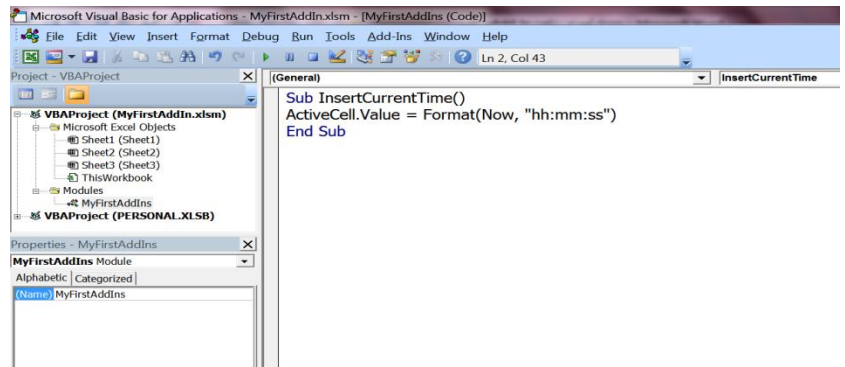 Microsoft Visual Basic for Applications - MyFirstAddIn.xlsm - [MyFirstAddIns (Code)]
File Edit View Insert Format Debug Run Tools Add-Ins Window Help
Ln 2, Col 43
Project - VBAProject
(General)
InsertCurrentTime
VBAProject (MyFirstAddIn.xlsm)
Microsoft Excel Objects
Sheet1 (Sheet1)
Sheet2 (Sheet2)
Sheet3 (Sheet3)
ThisWorkbook
Modules
MyFirstAddIns
VBAProject (PERSONAL.XLSB)
Sub InsertCurrentTime()
ActiveCell.Value = Format(Now, "hh:mm:ss")
End Sub
Properties - MyFirstAddIns
MyFirstAddIns Module
Alphabetic Categorized
(Name) MyFirstAddIns